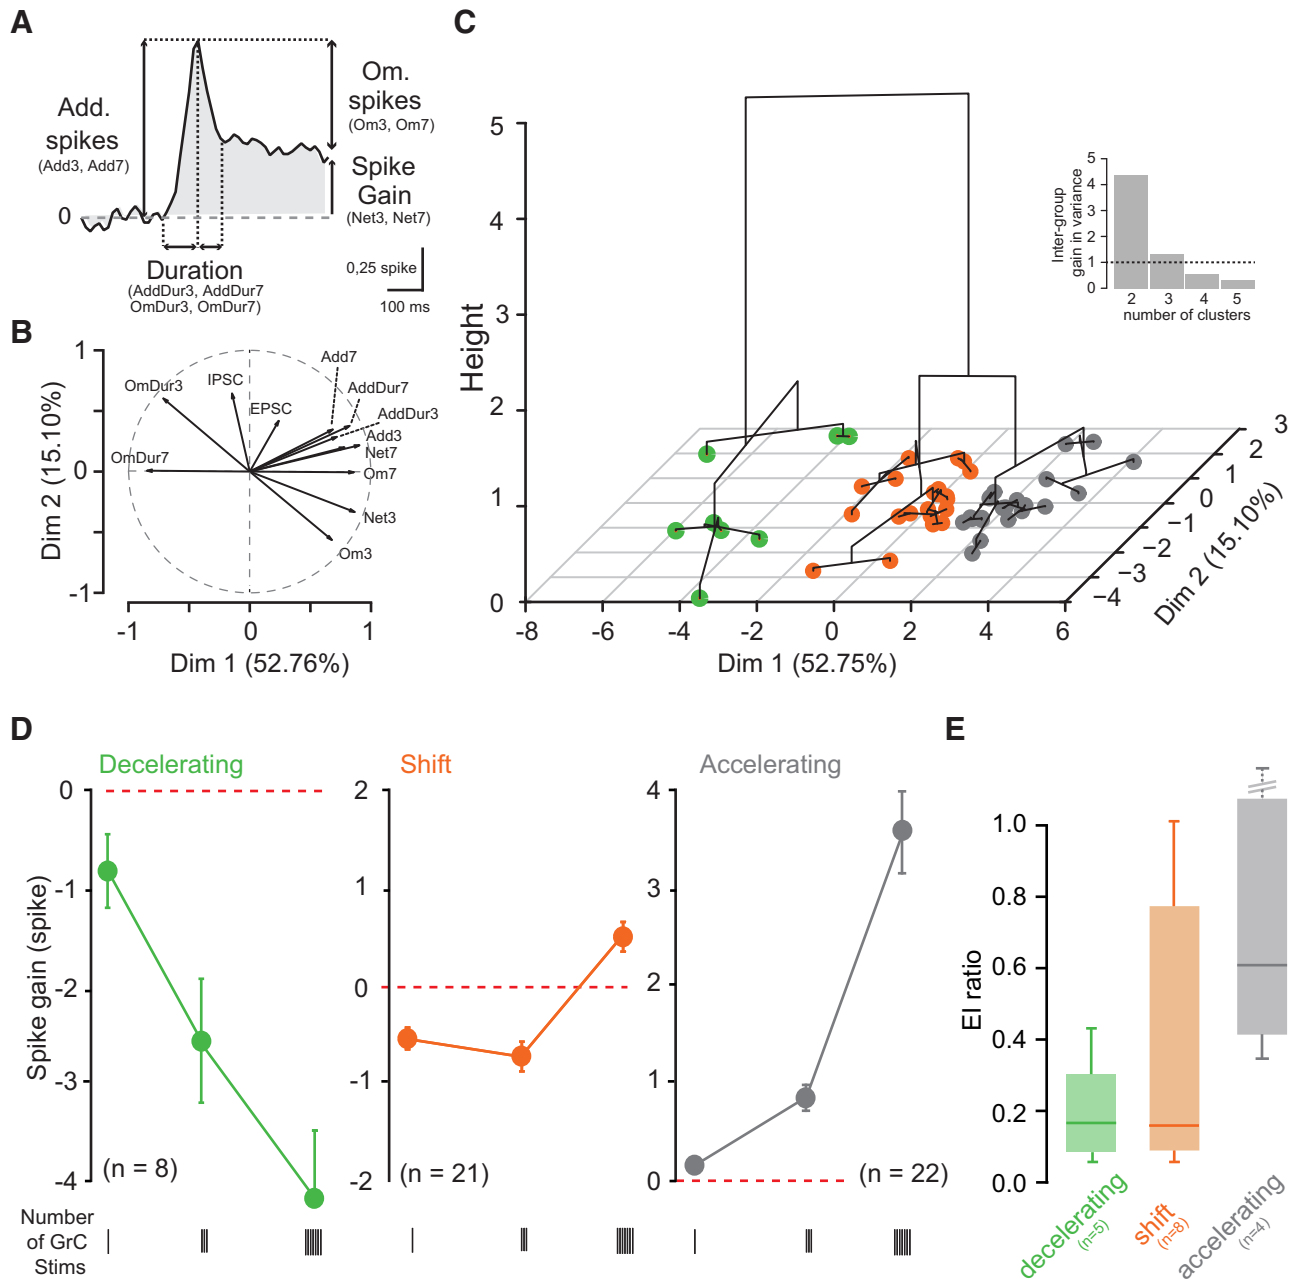 A
Add.
spikes
(Add3, Add7)
Om.
spikes
(Om3, Om7)
Spike
Gain
(Net3, Net7)
0
Duration
(AddDur3, AddDur7
OmDur3, OmDur7)
0,25 spike
100 ms
B
Dim 2 (15.10%)
1
0
-1
OmDur3
IPSC
EPSC
Add7
AddDur7
AddDur3
Add3
Net7
OmDur7
Om7
Net3
Om3
-1
0
1
Dim 1 (52.76%)
C
Height
5
4
3
2
1
0
-8
-6
-4
-2
0
2
4
6
Dim 1 (52.75%)
3
2
1
0
−1
−2
−3
−4
Dim 2 (15.10%)
Inter-group
gain in variance
5
4
3
2
1
0
2
3
4
5
number of clusters
D
Spike gain (spike)
Decelerating
0
-1
-2
-3
-4
(n = 8)
Shift
2
1
0
-1
-2
(n = 21)
Accelerating
4
3
2
1
0
(n = 22)
Number
of GrC
Stims
E
EI ratio
1.0
0.8
0.6
0.4
0.2
0.0
decelerating
(n=5)
shift
(n=8)
accelerating
(n=4)